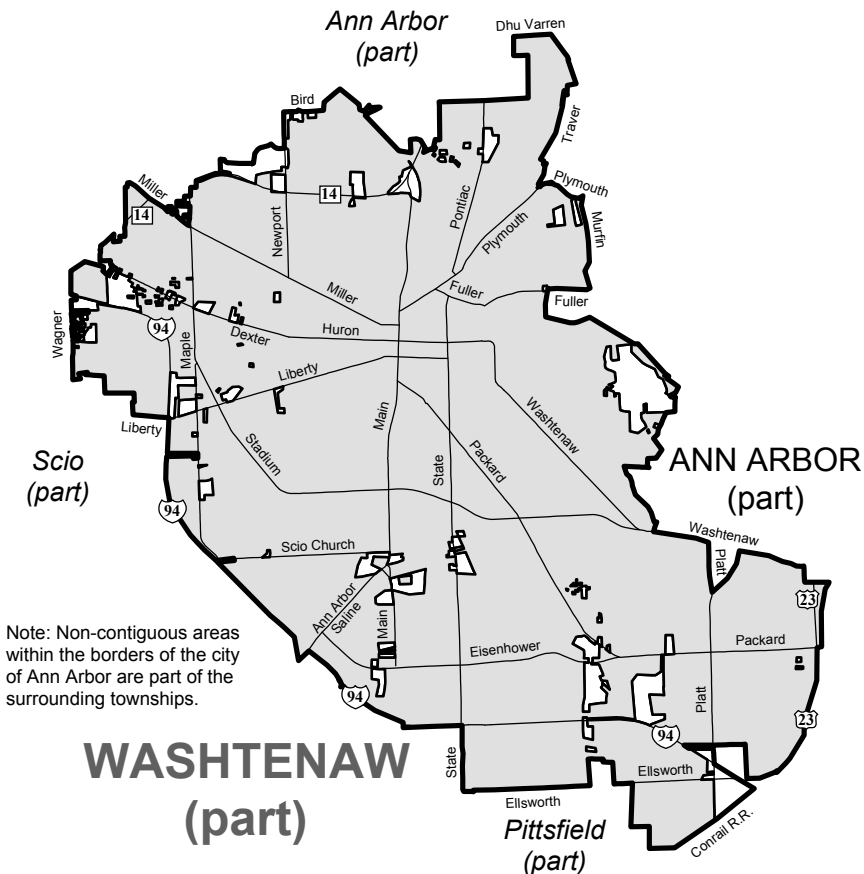 Ann Arbor
(part)
Dhu Varren
Bird
Traver
Miller
14
14
Newport
Pontiac
Plymouth
Plymouth
Murfin
Miller
Fuller
Fuller
Wagner
94
Maple
Dexter
Huron
Liberty
Main
Washtenaw
Liberty
Stadium
Packard
State
Scio
(part)
ANN ARBOR
(part)
94
Washtenaw
Platt
Scio Church
23
Ann Arbor
Saline
Main
Note: Non-contiguous areas
within the borders of the city
of Ann Arbor are part of the
surrounding townships.
Eisenhower
Packard
94
Platt
23
94
WASHTENAW
(part)
State
Ellsworth
Ellsworth
Pittsfield
(part)
Conrail R.R.